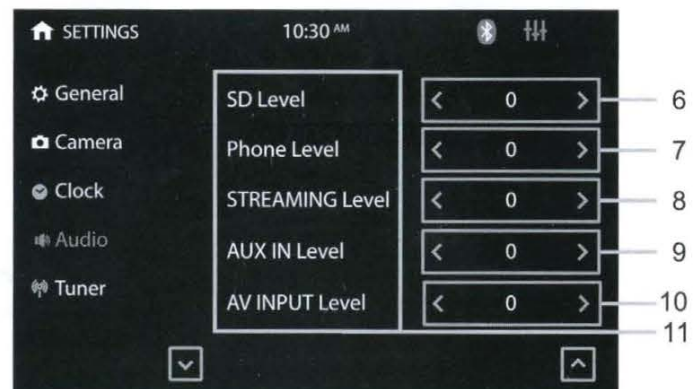 SETTINGS 10:30 AM
General
Camera
Clock
Audio
Tuner
SD Level < 0 > 6
Phone Level < 0 > 7
STREAMING Level < 0 > 8
AUX IN Level < 0 > 9
AV INPUT Level < 0 > 10
11